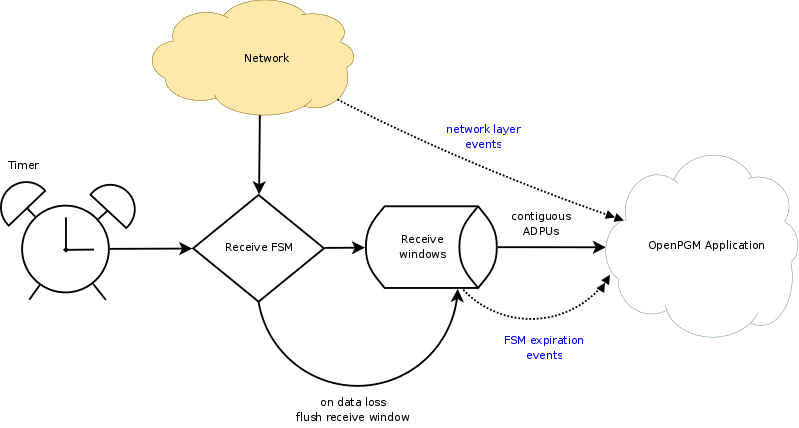 Network
network layer
events
Timer
contiguous
ADPUs
Receive FSM
Receive
windows
OpenPGM Application
FSM expiration
events
on data loss
flush receive window